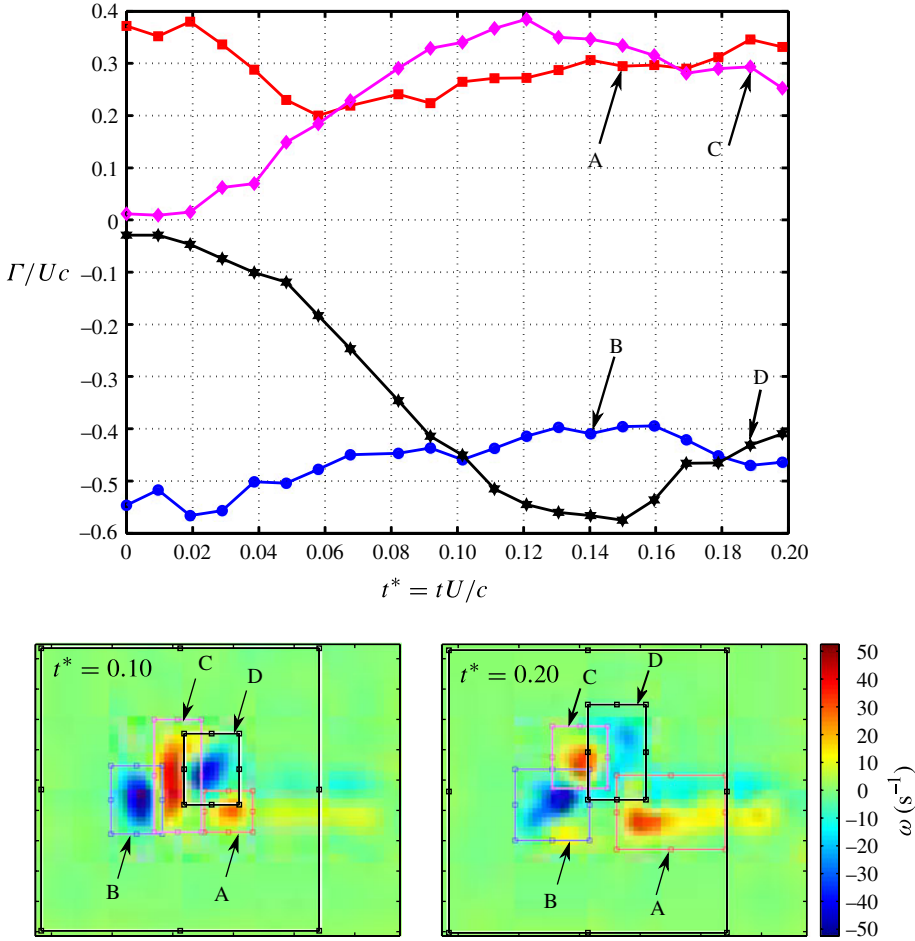 0.4
0.3
0.2
0.1
0
Γ/Uc
–0.1
–0.2
–0.3
–0.4
–0.5
–0.6
A
C
B
D
0 0.02 0.04 0.06 0.08 0.10 0.12 0.14 0.16 0.18 0.20
t* = tU/c
t* = 0.10
C
D
B
A
t* = 0.20
C
D
B
A
50
40
30
20
10
0
–10
–20
–30
–40
–50
ω (s⁻¹)